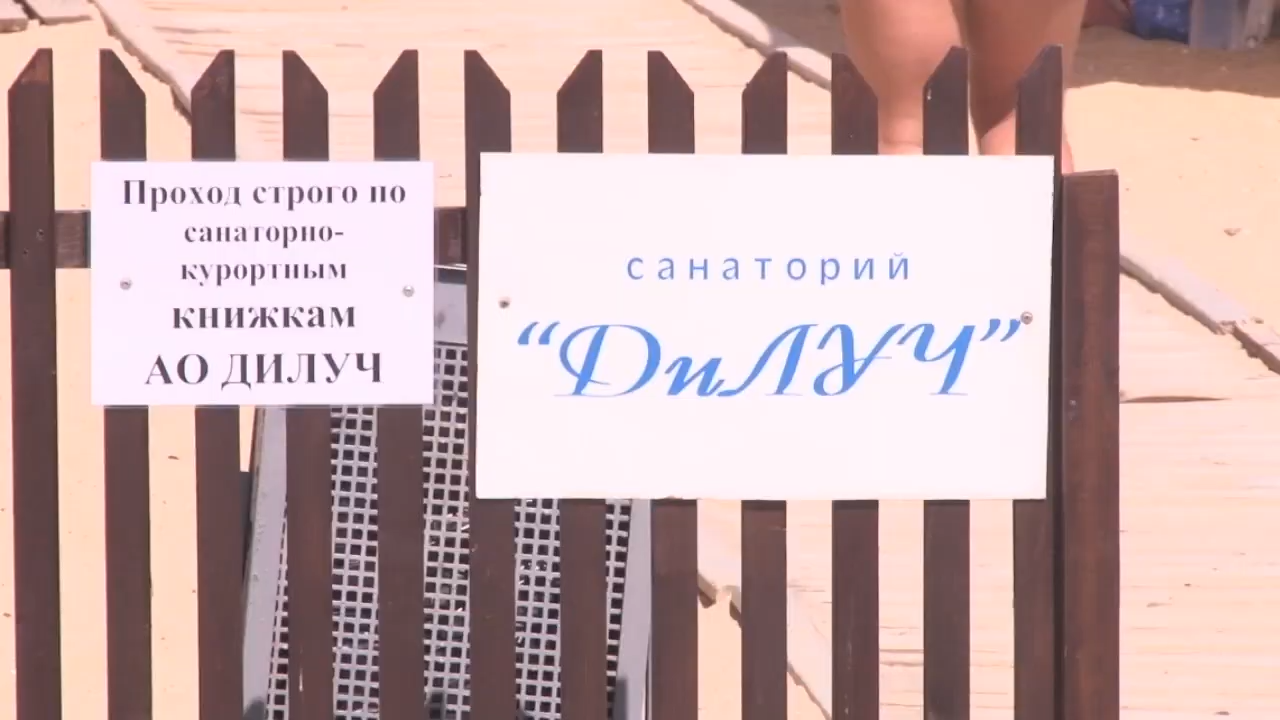 Проход строго по
санаторно-
курортным
книжкам
АО ДИЛУЧ
санаторий
“ДиЛУЧ”